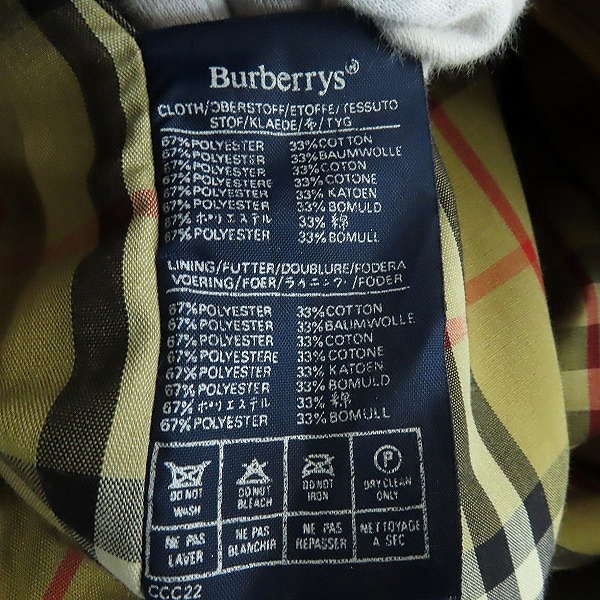 Burberrys®
CLOTH/OBERSTOFF/ETOFFE/TESSUTO
STOF/KLAEDE/布/TYG
67% POLYESTER 33% COTTON
67% POLYESTER 33% BAUMWOLLE
67% POLYESTER 33% COTON
67% POLYESTERE 33% COTONE
67% POLYESTER 33% KATOEN
67% POLYESTER 33% BOMULD
67% ポリエステル 33% 綿
67% POLYESTER 33% BOMULL
LINING/FUTTER/DOUBLURE/FODERA
VOERING/FOER/ライニング/FODER
67% POLYESTER 33% COTTON
67% POLYESTER 33% BAUMWOLLE
67% POLYESTER 33% COTON
67% POLYESTERE 33% COTONE
67% POLYESTER 33% KATOEN
67% POLYESTER 33% BOMULD
67% ポリエステル 33% 綿
67% POLYESTER 33% BOMULL
P
DO NOT WASH
DO NOT BLEACH
DO NOT IRON
DRY CLEAN ONLY
NE PAS LAVER
NE PAS BLANCHIR
NE PAS REPASSER
NETTOYAGE A SEC
CCG22